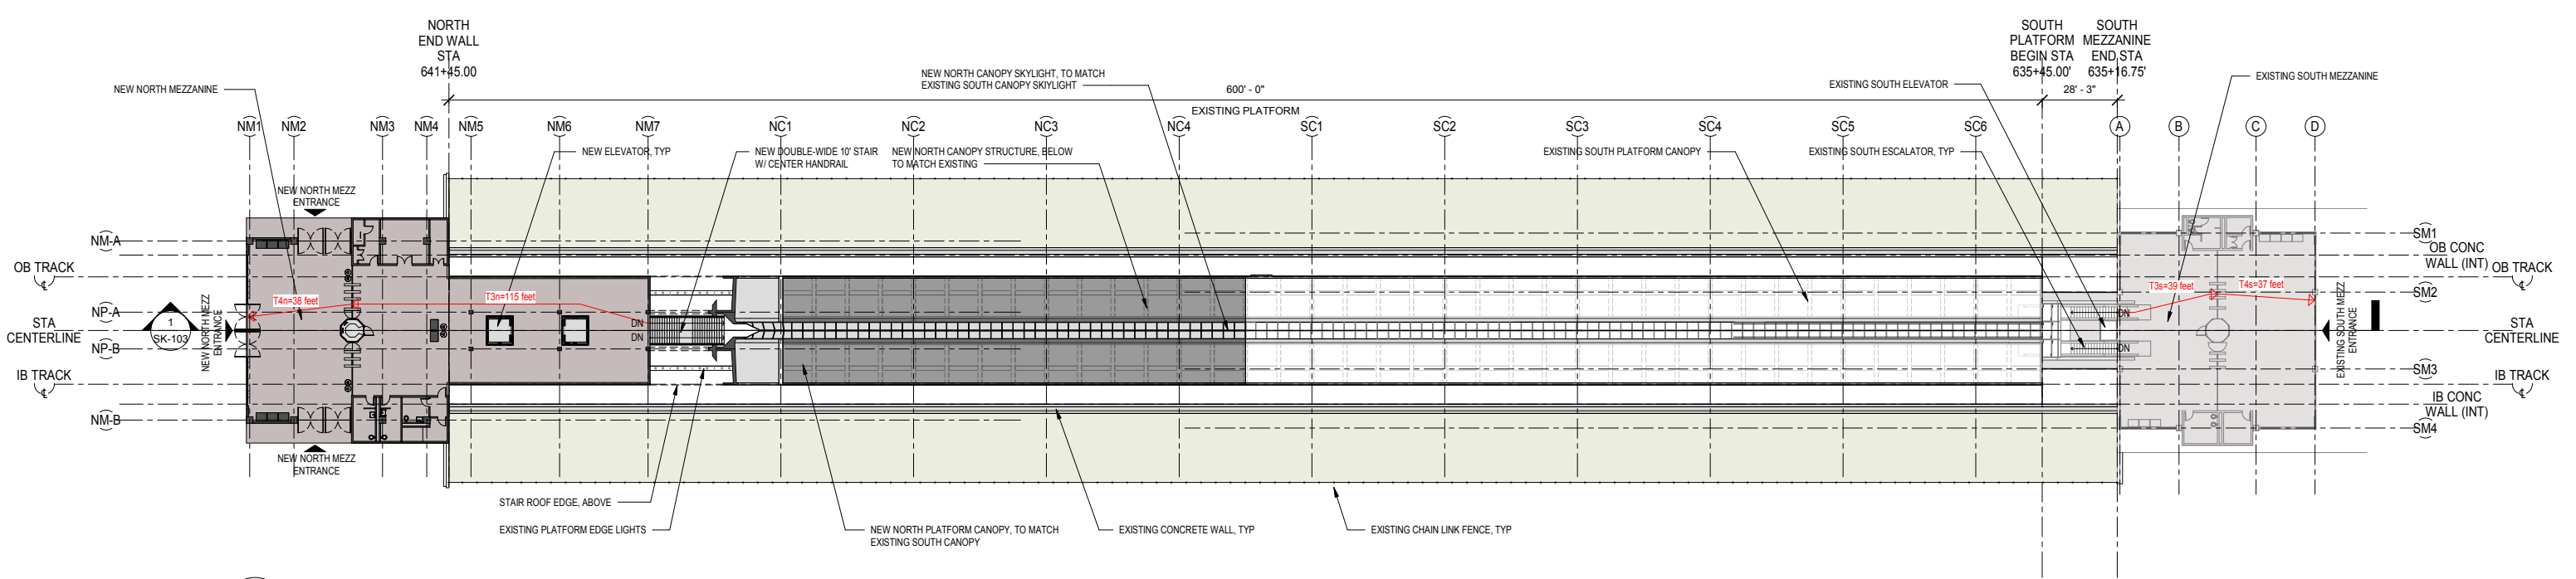 NORTH
END WALL
STA
641+45.00
SOUTH
PLATFORM
BEGIN STA
635+45.00'
SOUTH
MEZZANINE
END STA
635+16.75'
NEW NORTH MEZZANINE
NEW NORTH CANOPY SKYLIGHT, TO MATCH
EXISTING SOUTH CANOPY SKIYLIGHT
600' - 0"
EXISTING PLATFORM
EXISTING SOUTH ELEVATOR
28' - 3"
EXISTING SOUTH MEZZANINE
NM1
NM2
NM3
NM4
NM5
NM6
NM7
NC1
NC2
NC3
NC4
SC1
SC2
SC3
SC4
SC5
SC6
A
B
C
D
NEW ELEVATOR, TYP
NEW DOUBLE-WIDE 10' STAIR
W/ CENTER HANDRAIL
NEW NORTH CANOPY STRUCTURE, BELOW
TO MATCH EXISTING
EXISTING SOUTH PLATFORM CANOPY
EXISTING SOUTH ESCALATOR, TYP
NEW NORTH MEZZ
ENTRANCE
NM-A
OB TRACK
NP-A
STA
CENTERLINE
NP-B
IB TRACK
NM-B
1
SK-103
NEW NORTH MEZZ
ENTRANCE
T4n=38 feet
T3n=115 feet
DN
DN
DN
DN
T3s=39 feet
T4s=37 feet
EXISTING SOUTH MEZZ
ENTRANCE
SM1
OB CONC
WALL (INT)
OB TRACK
SM2
STA
CENTERLINE
SM3
IB TRACK
IB CONC
WALL (INT)
SM4
NEW NORTH MEZZ
ENTRANCE
STAIR ROOF EDGE, ABOVE
EXISTING PLATFORM EDGE LIGHTS
NEW NORTH PLATFORM CANOPY, TO MATCH
EXISTING SOUTH CANOPY
EXISTING CONCRETE WALL, TYP
EXISTING CHAIN LINK FENCE, TYP